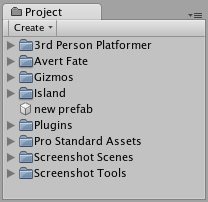 Project
Create
3rd Person Platformer
Avert Fate
Gizmos
Island
new prefab
Plugins
Pro Standard Assets
Screenshot Scenes
Screenshot Tools